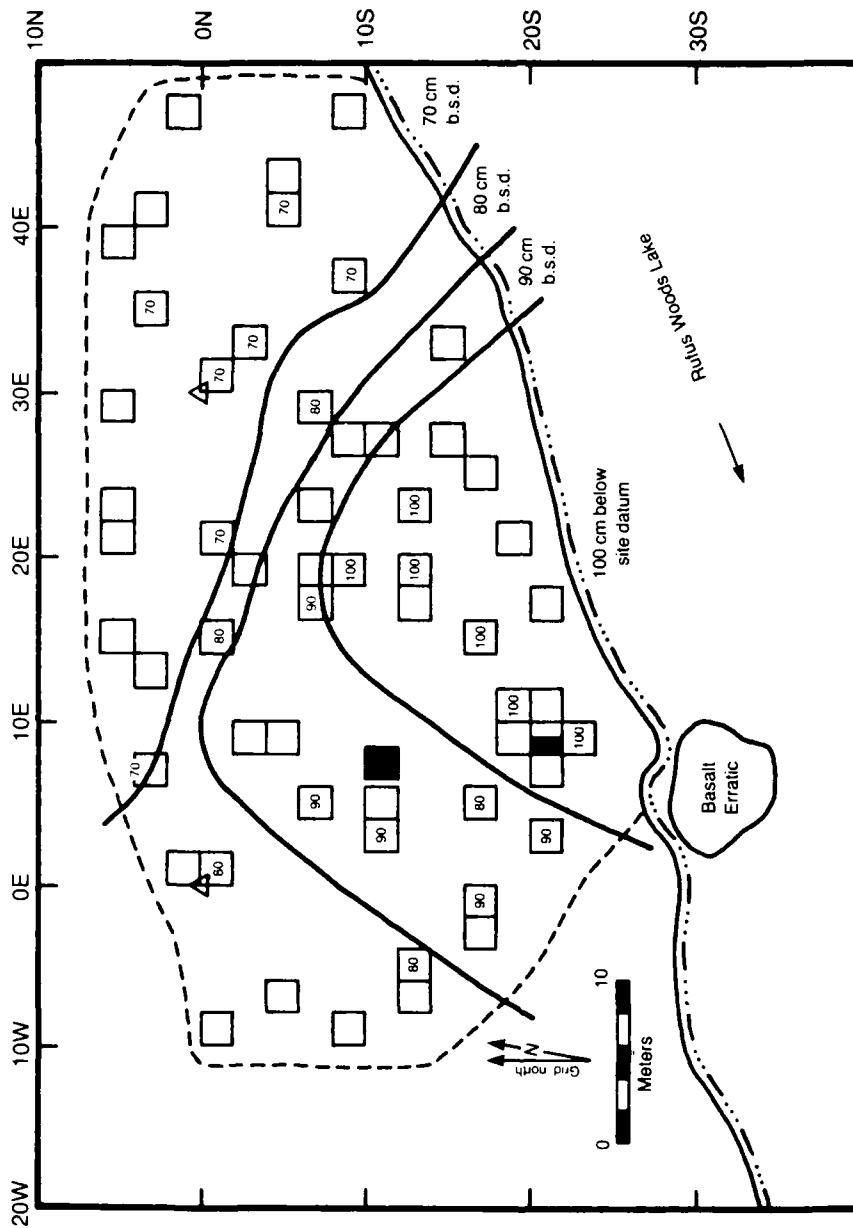 20W 10W 0E 10E 20E 30E 40E
10N
70
70
0N
80
80
70
70
70
70
90
90
80
100
70
10S
90
80
100
100
70 cm
b.s.d.
90
80
100
80 cm
b.s.d.
100
20S
90
90 cm
b.s.d.
100
N
Grid north
100 cm below
site datum
0 10
Meters
Rufus Woods Lake
30S
Basalt
Erratic